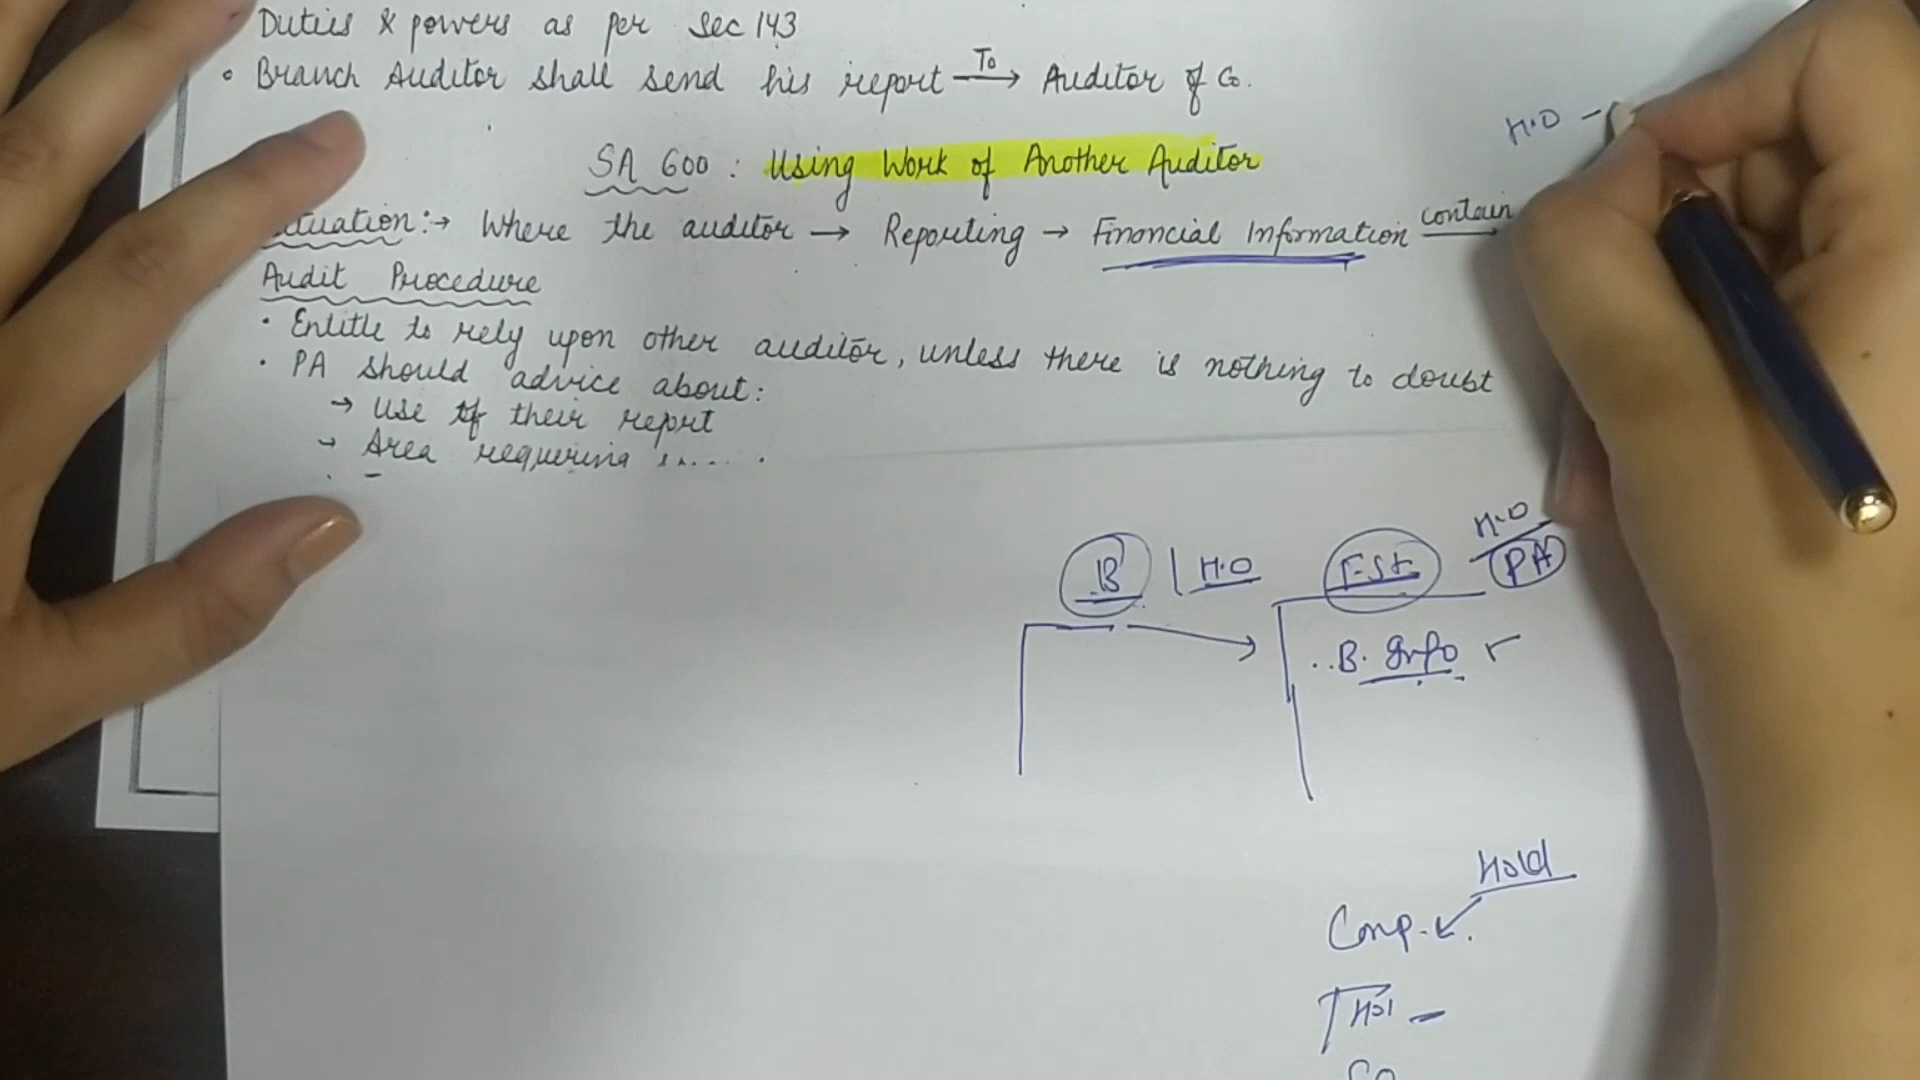 Duties & powers as per Sec 143
• Branch Auditor shall send his report To → Auditor of Co.
H.O -
SA 600 : Using Work of Another Auditor
tuation:→ Where the auditor → Reporting → Financial Information contain
Audit Procedure
• Entitle to rely upon other auditor, unless there is nothing to doubt
• PA should advice about:
→ Use of their report
→ Area requiring
B | H.O
F.St
H.O
PA
..B. Info
Hold
Comp.